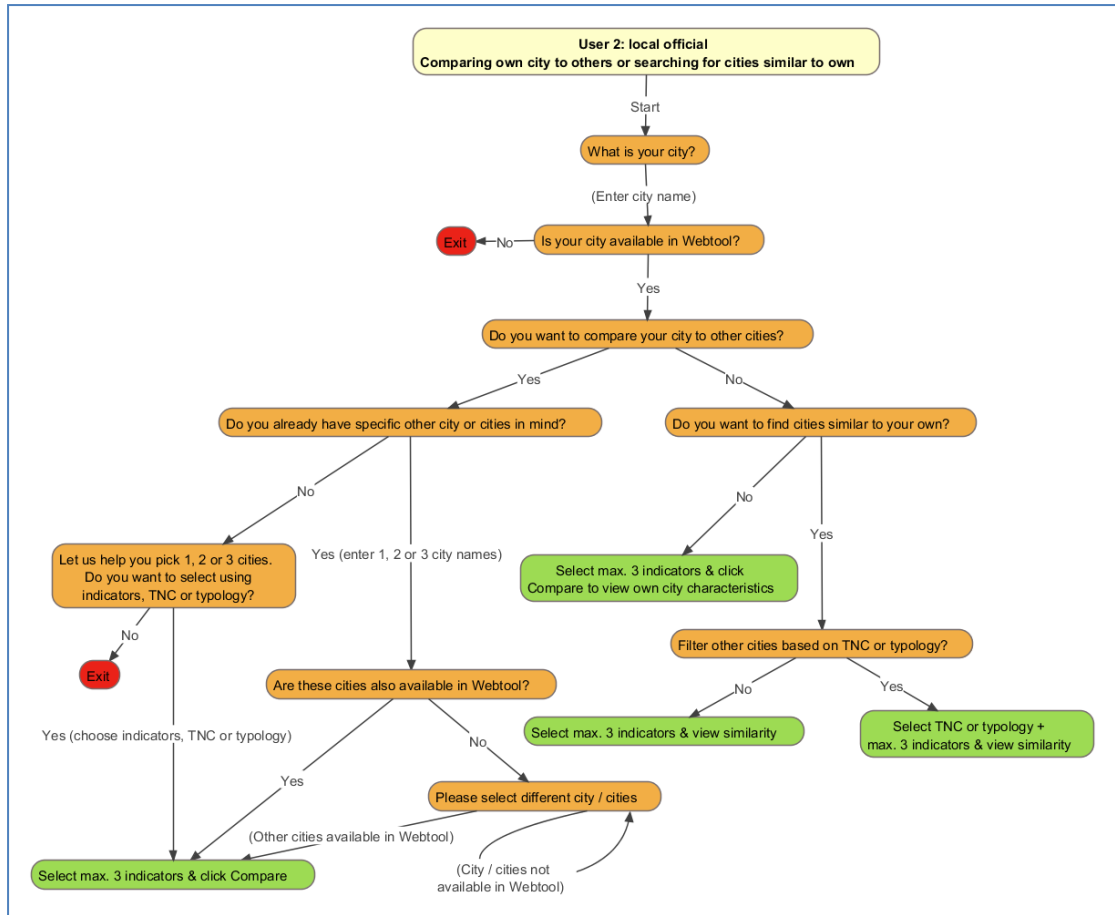 User 2: local official
Comparing own city to others or searching for cities similar to own
Start
What is your city?
(Enter city name)
Exit
No
Is your city available in Webtool?
Yes
Do you want to compare your city to other cities?
Yes
No
Do you already have specific other city or cities in mind?
Do you want to find cities similar to your own?
No
No
Yes
Let us help you pick 1, 2 or 3 cities.
Do you want to select using
indicators, TNC or typology?
Yes (enter 1, 2 or 3 city names)
Select max. 3 indicators & click
Compare to view own city characteristics
No
Exit
Filter other cities based on TNC or typology?
Are these cities also available in Webtool?
No
Yes
Yes (choose indicators, TNC or typology)
Select max. 3 indicators & view similarity
Select TNC or typology +
max. 3 indicators & view similarity
No
Yes
Please select different city / cities
(Other cities available in Webtool)
(City / cities not
available in Webtool)
Select max. 3 indicators & click Compare